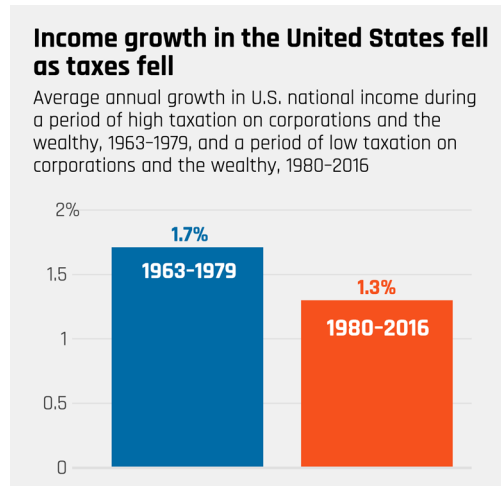 Income growth in the United States fell
as taxes fell
Average annual growth in U.S. national income during
a period of high taxation on corporations and the
wealthy, 1963–1979, and a period of low taxation on
corporations and the wealthy, 1980–2016
2%
1.7%
1963–1979
1.5
1.3%
1980–2016
1
0.5
0